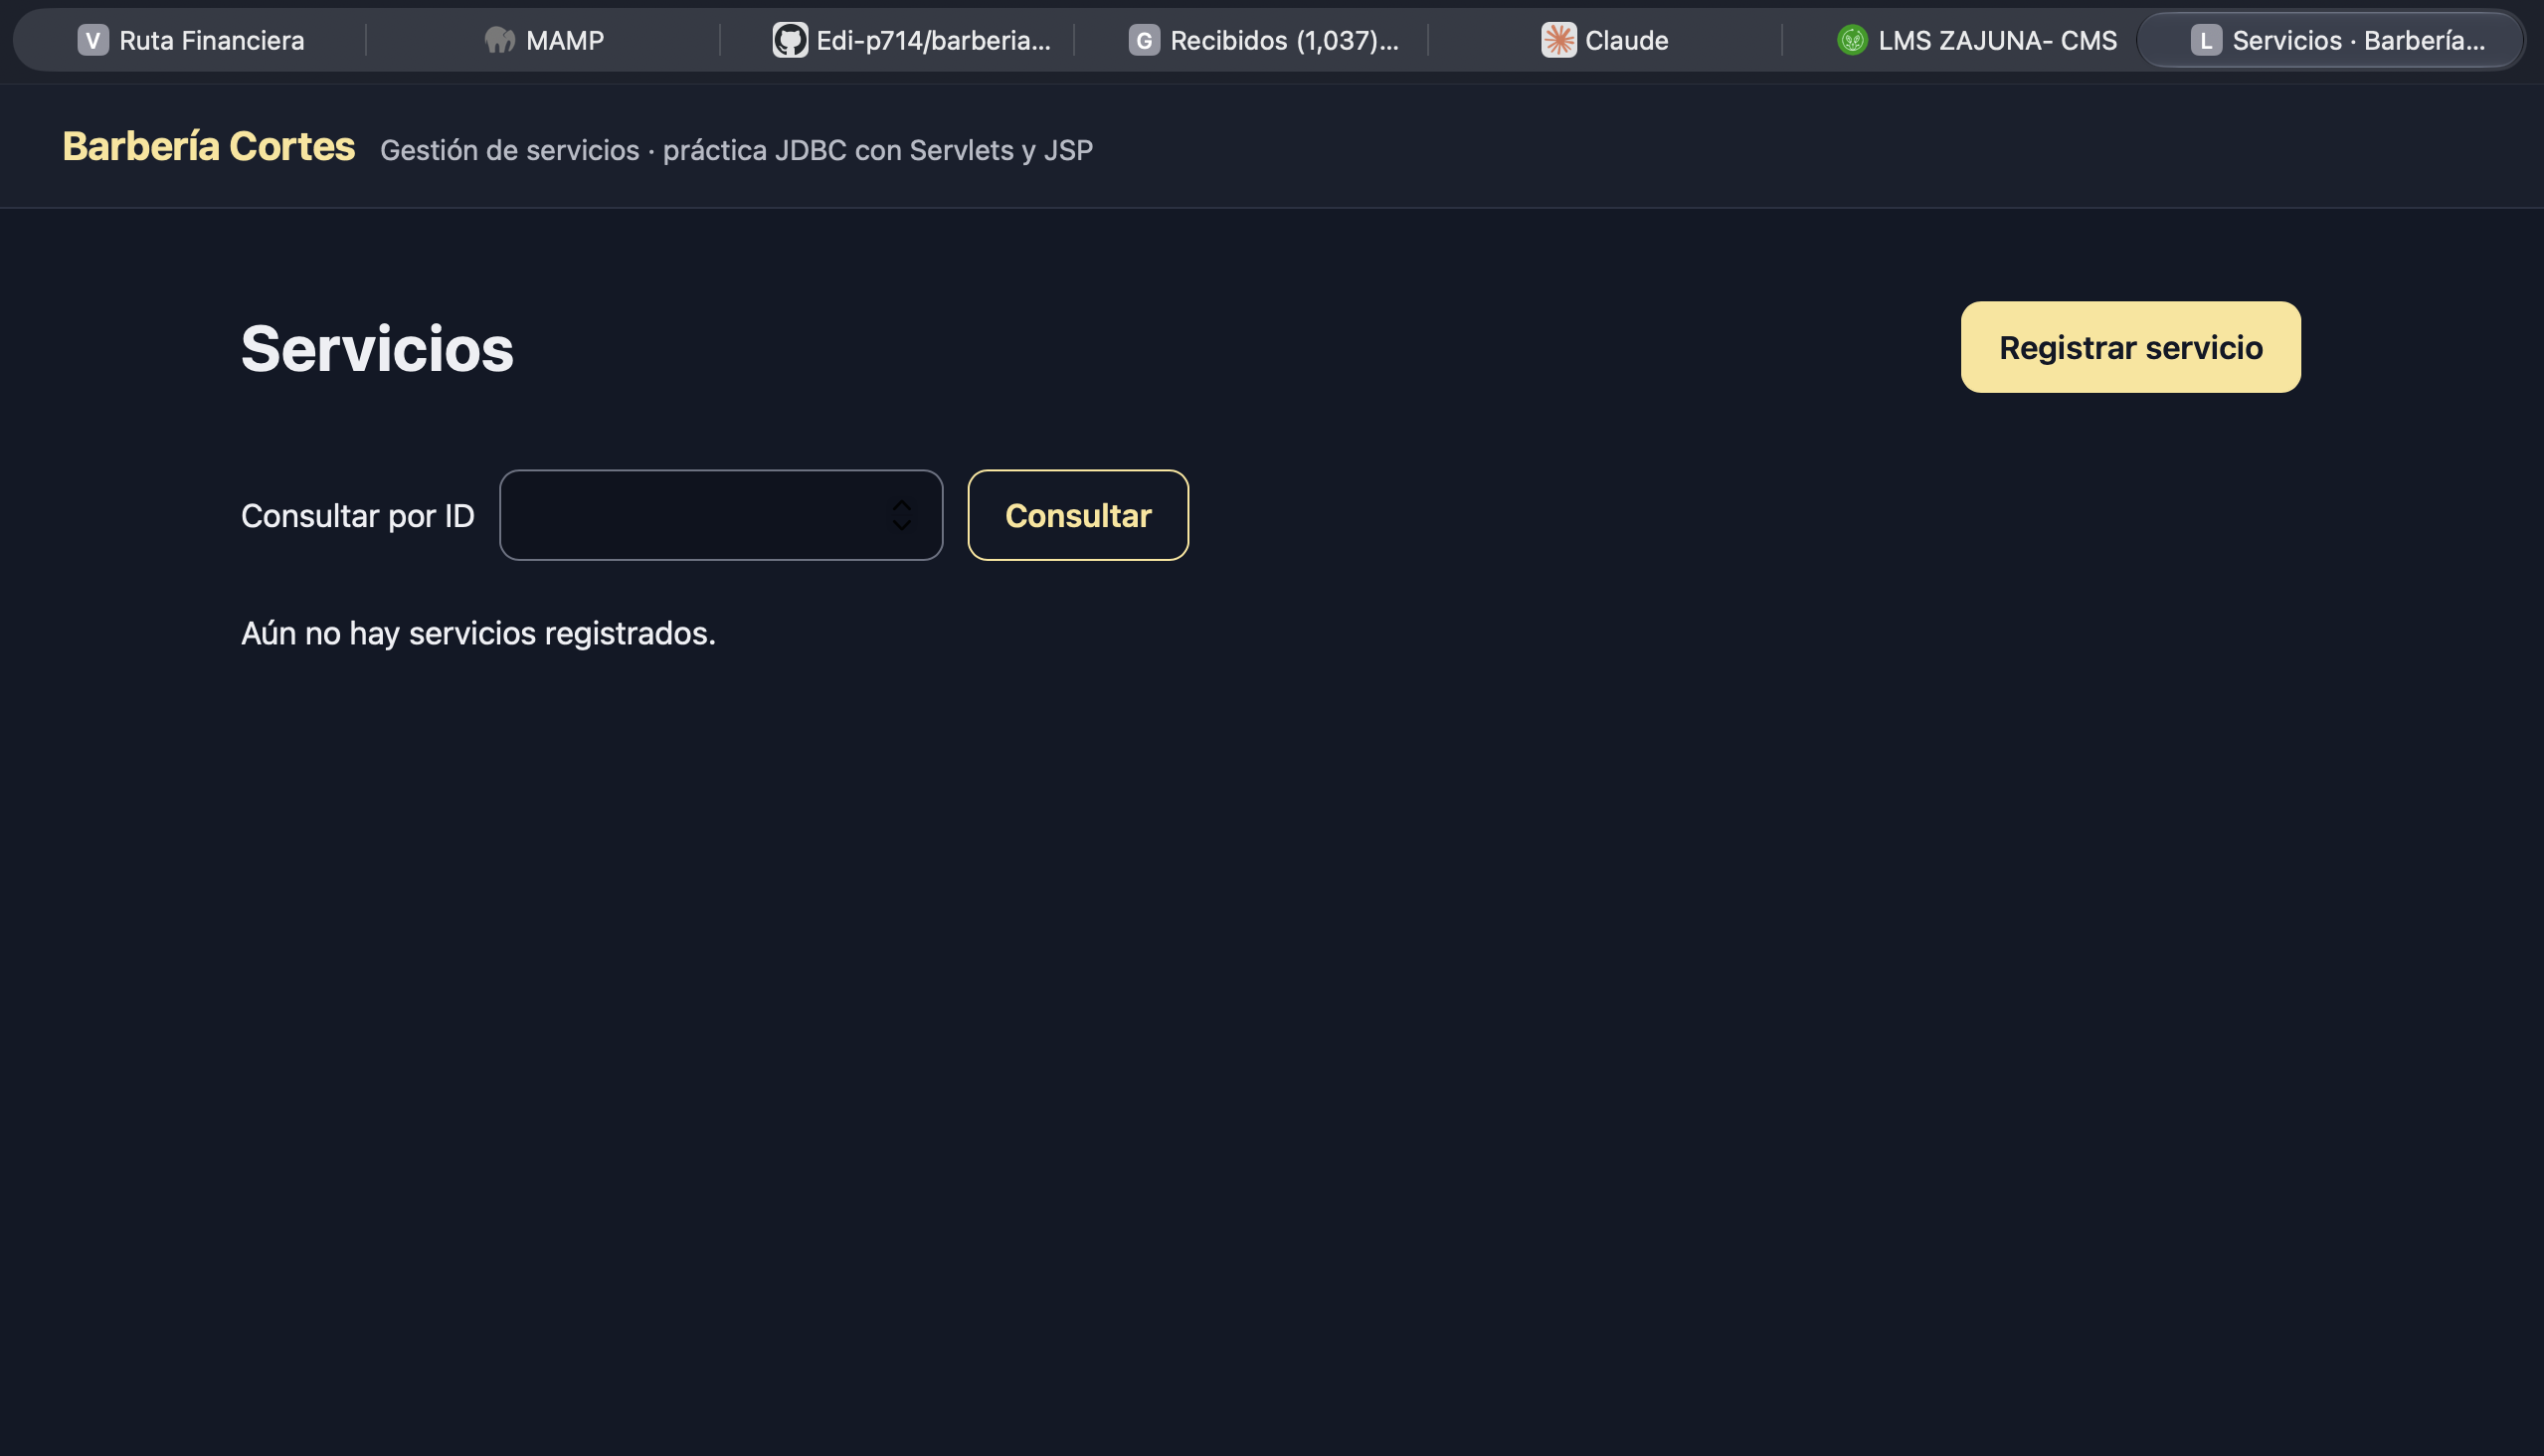 V Ruta Financiera MAMP Edi-p714/barberia... G Recibidos (1,037)... Claude LMS ZAJUNA- CMS L Servicios · Barbería...
Barbería Cortes Gestión de servicios · práctica JDBC con Servlets y JSP
Servicios Registrar servicio
Consultar por ID Consultar
Aún no hay servicios registrados.